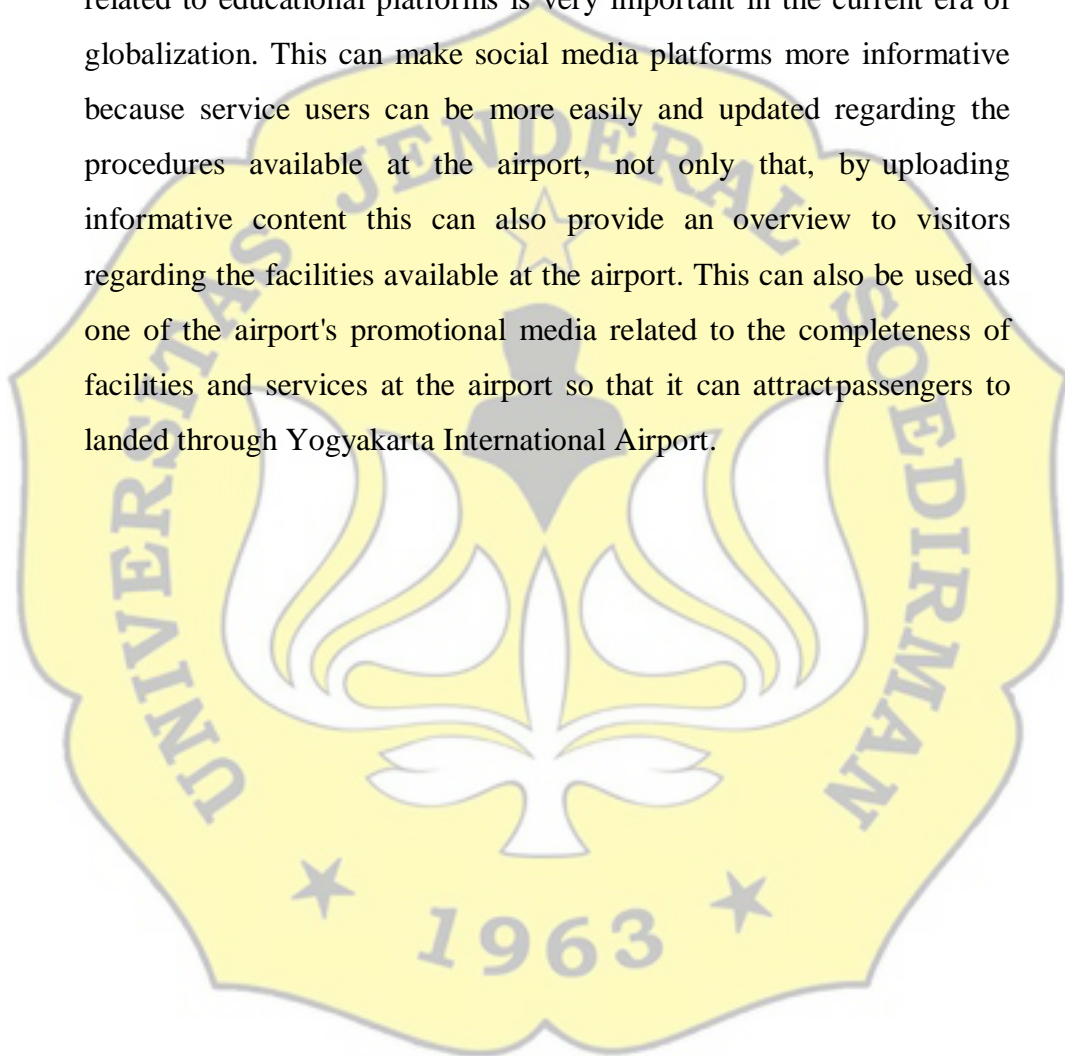 related to educational platforms is very important in the current era of
globalization. This can make social media platforms more informative
because service users can be more easily and updated regarding the
procedures available at the airport, not only that, by uploading
informative content this can also provide an overview to visitors
regarding the facilities available at the airport. This can also be used as
one of the airport's promotional media related to the completeness of
facilities and services at the airport so that it can attractpassengers to
landed through Yogyakarta International Airport.
UNIVERSITAS JENDERAL SOEDIRMAN
1963